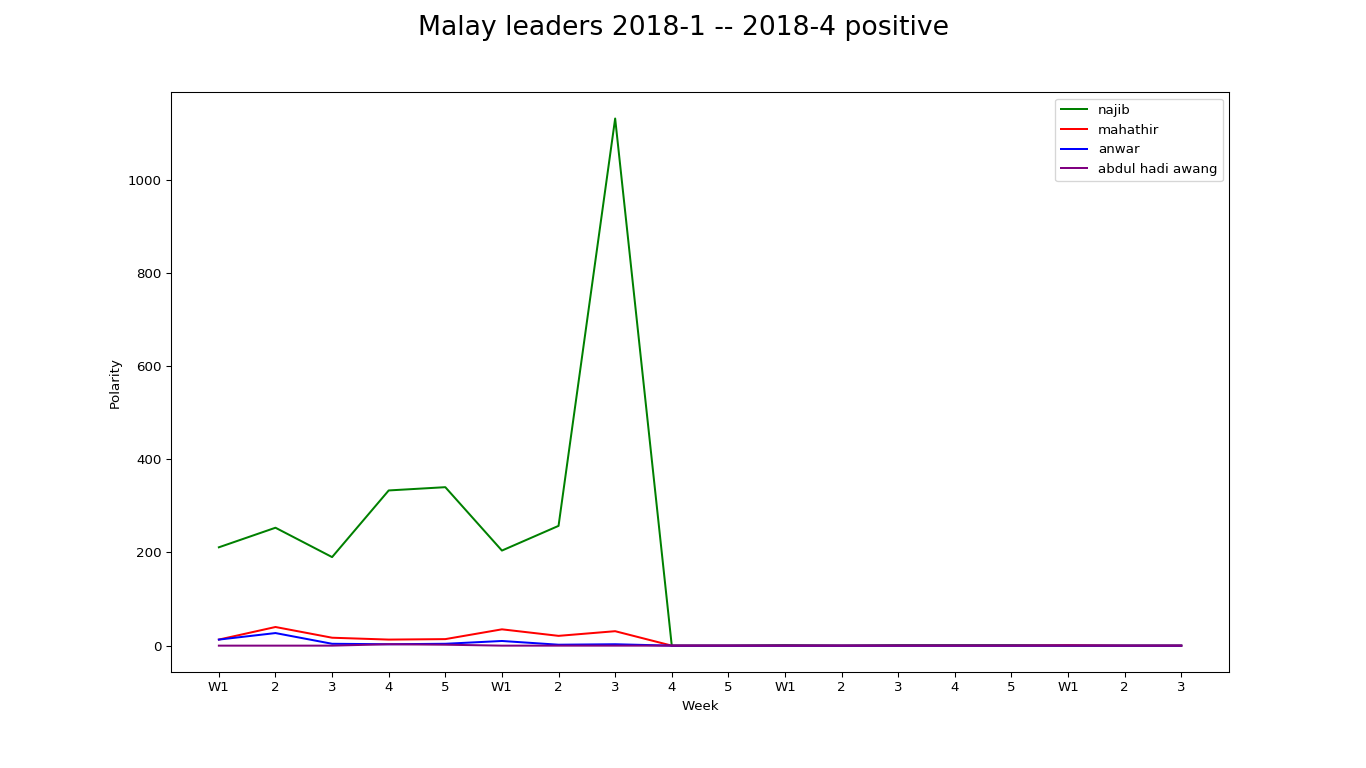 Malay leaders 2018-1 -- 2018-4 positive
najib
mahathir
anwar
abdul hadi awang
1000
800
600
400
200
0
Polarity
W1 2 3 4 5 W1 2 3 4 5 W1 2 3 4 5 W1 2 3
Week